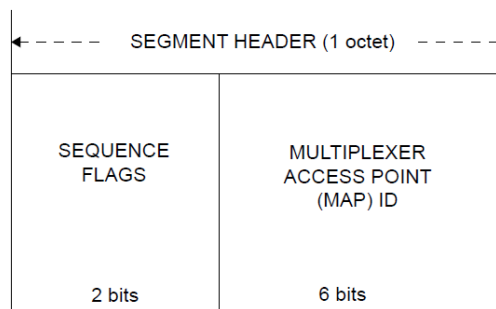 SEGMENT HEADER (1 octet)
SEQUENCE
FLAGS
MULTIPLEXER
ACCESS POINT
(MAP) ID
2 bits
6 bits